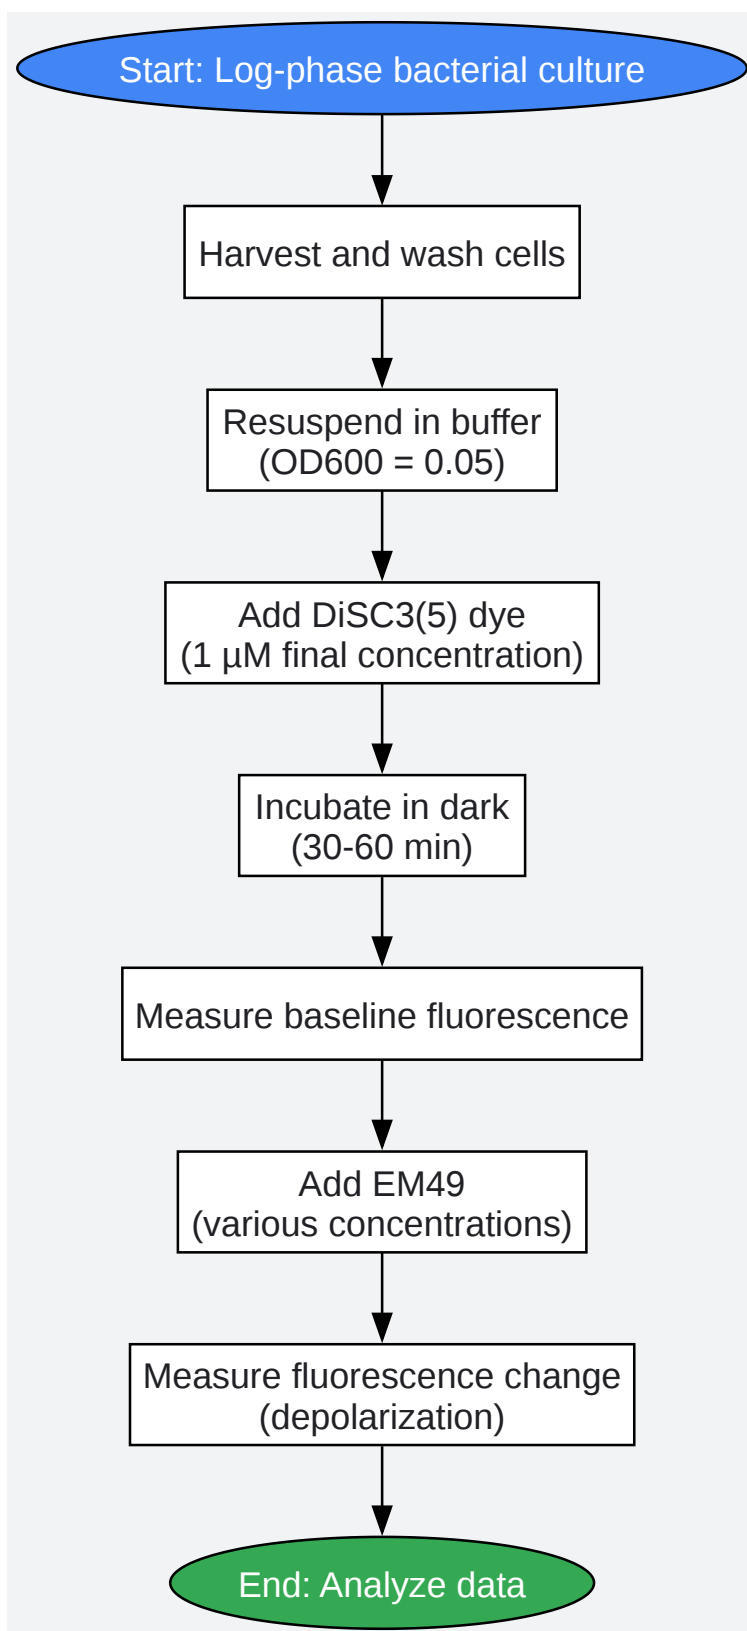 Start: Log-phase bacterial culture
Harvest and wash cells
Resuspend in buffer
(OD600 = 0.05)
Add DiSC3(5) dye
(1 µM final concentration)
Incubate in dark
(30-60 min)
Measure baseline fluorescence
Add EM49
(various concentrations)
Measure fluorescence change
(depolarization)
End: Analyze data